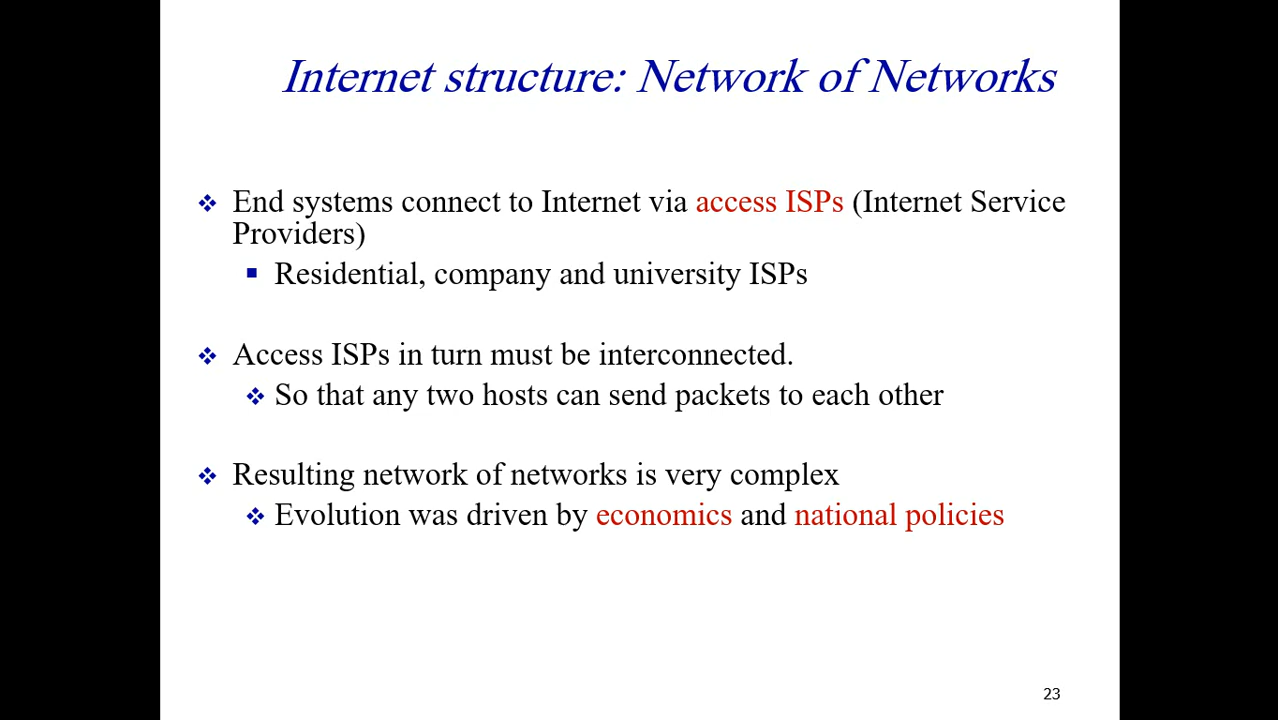 Internet structure: Network of Networks
End systems connect to Internet via access ISPs (Internet Service
Providers)
Residential, company and university ISPs
Access ISPs in turn must be interconnected.
So that any two hosts can send packets to each other
Resulting network of networks is very complex
Evolution was driven by economics and national policies
23